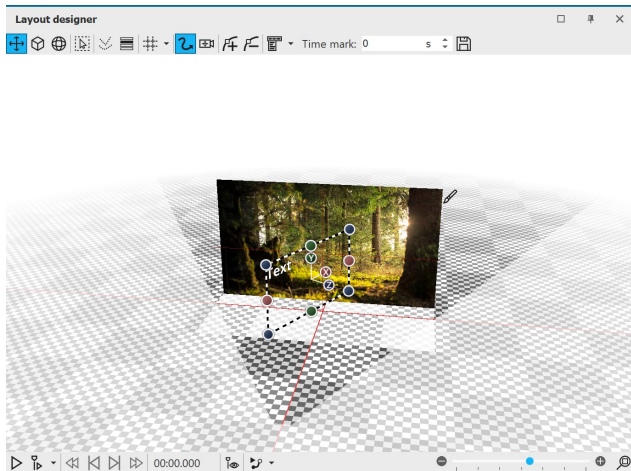 Layout designer
Time mark: 0 s
Text
Y
X
Z
00:00.000